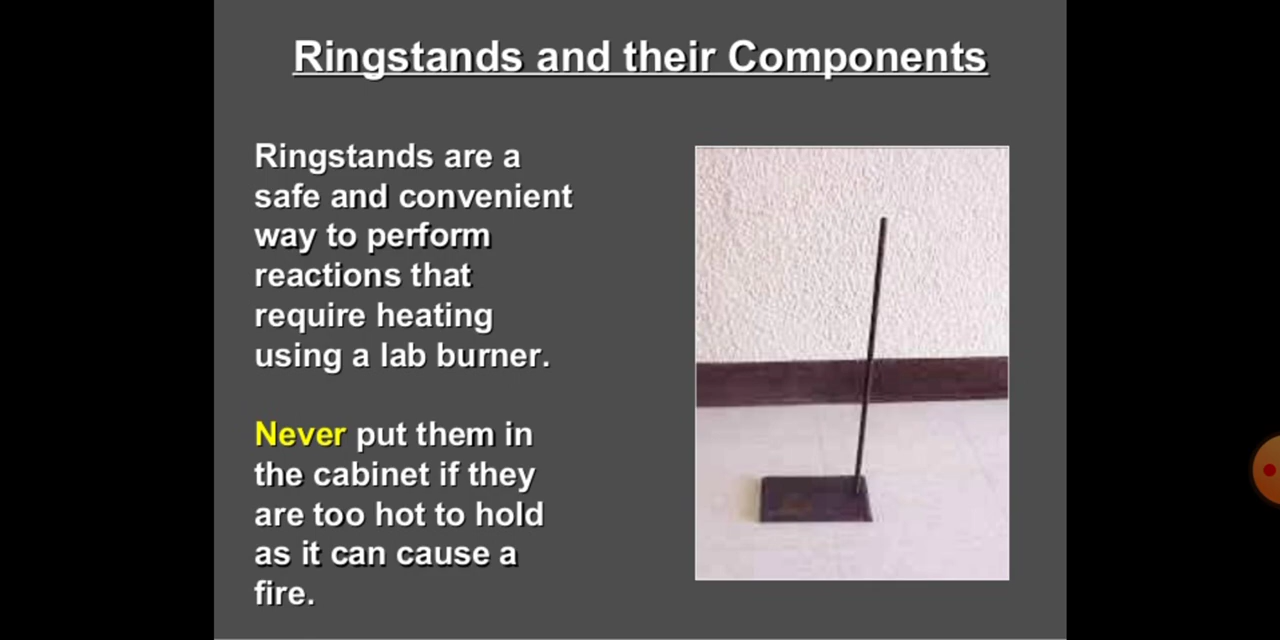 Ringstands and their Components
Ringstands are a
safe and convenient
way to perform
reactions that
require heating
using a lab burner.
Never put them in
the cabinet if they
are too hot to hold
as it can cause a
fire.